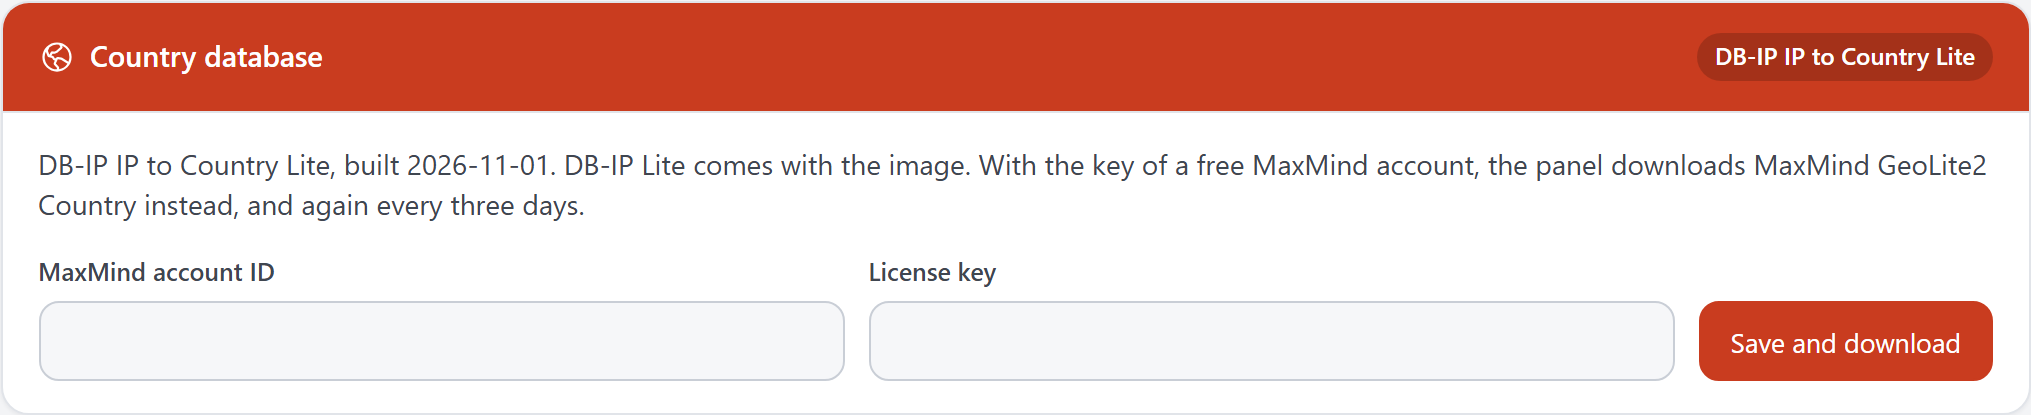 Country database
DB-IP IP to Country Lite
DB-IP IP to Country Lite, built 2026-11-01. DB-IP Lite comes with the image. With the key of a free MaxMind account, the panel downloads MaxMind GeoLite2
Country instead, and again every three days.
MaxMind account ID
License key
Save and download